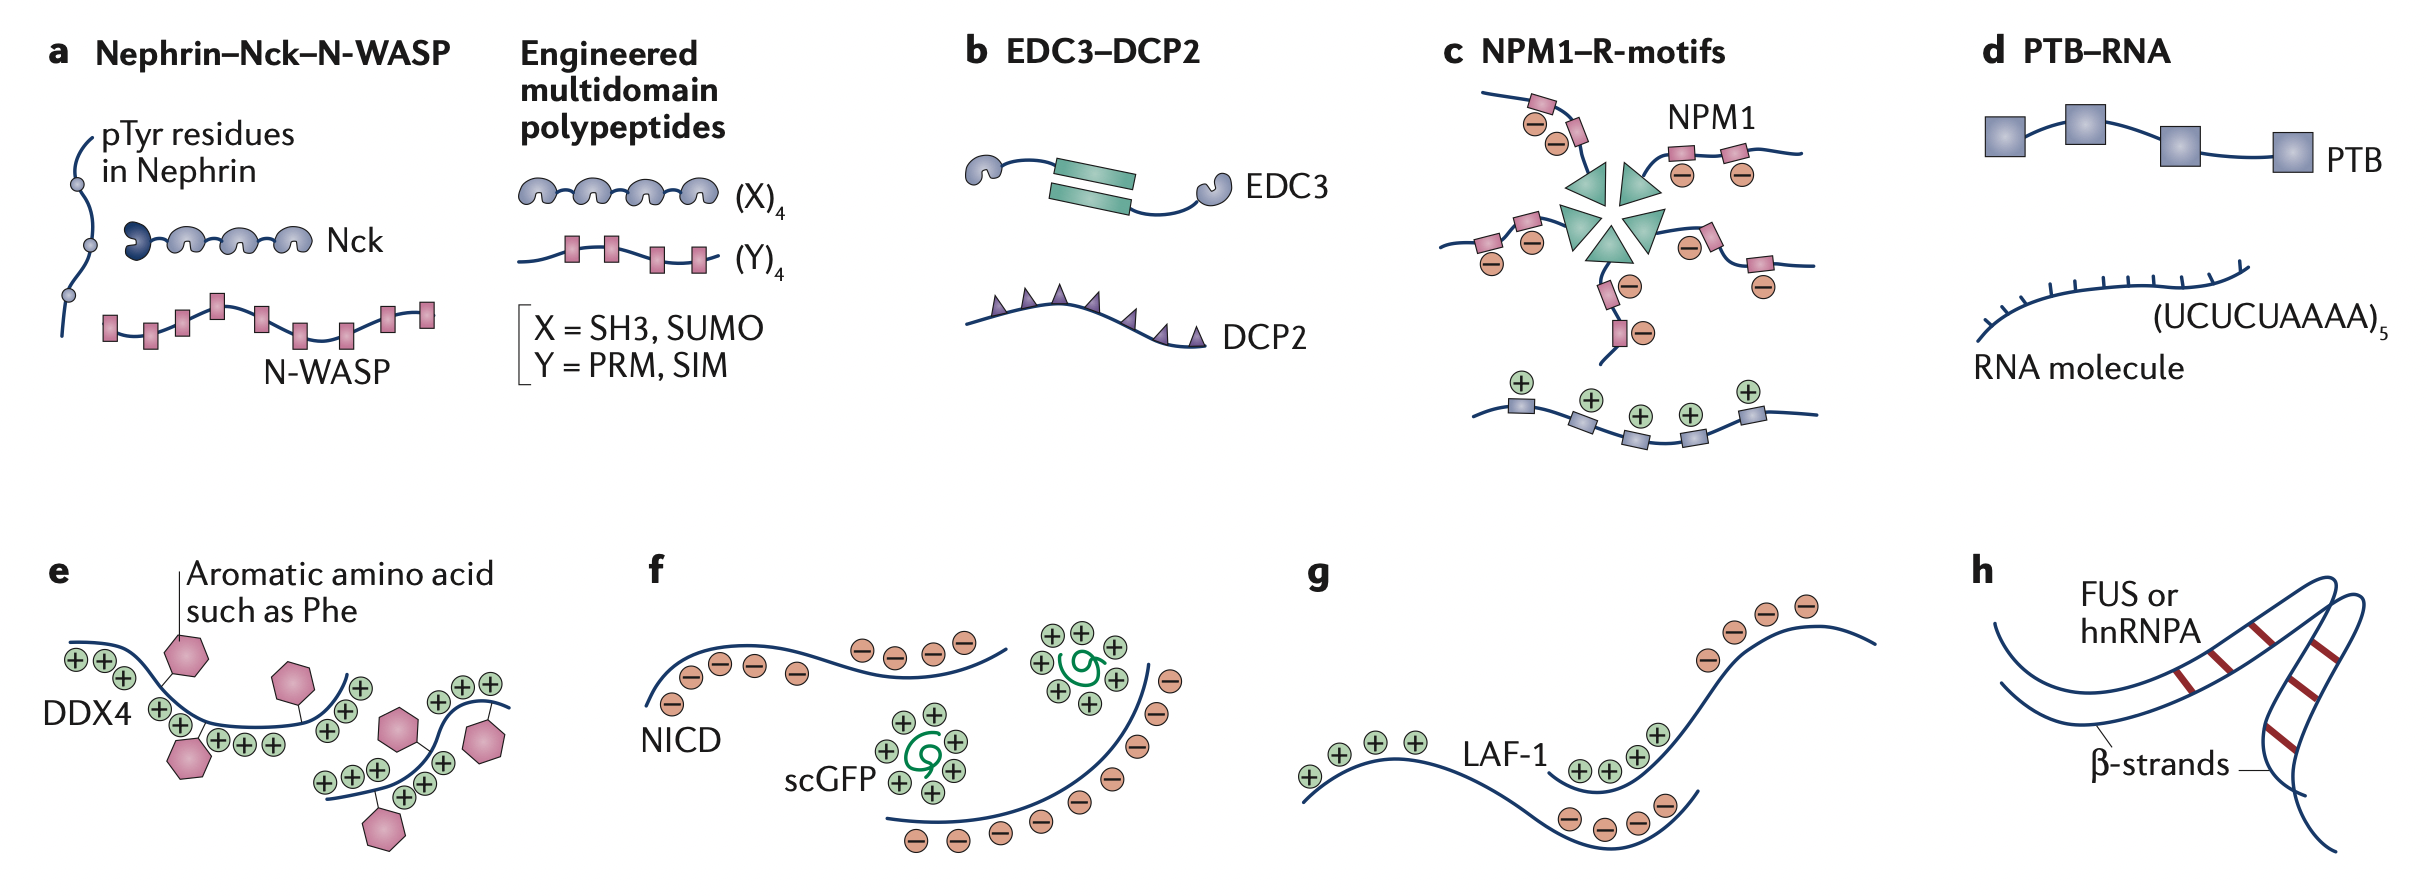 a Nephrin–Nck–N-WASP
pTyr residues
in Nephrin
Nck
N-WASP
Engineered
multidomain
polypeptides
(X)4
(Y)4
X = SH3, SUMO
Y = PRM, SIM
b EDC3–DCP2
EDC3
DCP2
c NPM1–R-motifs
NPM1
− − − − − − − − − −
+ + + + +
d PTB–RNA
PTB
(UCUCUAAAA)5
RNA molecule
e
Aromatic amino acid
such as Phe
DDX4
f
NICD
scGFP
g
LAF-1
h
FUS or
hnRNPA
β-strands